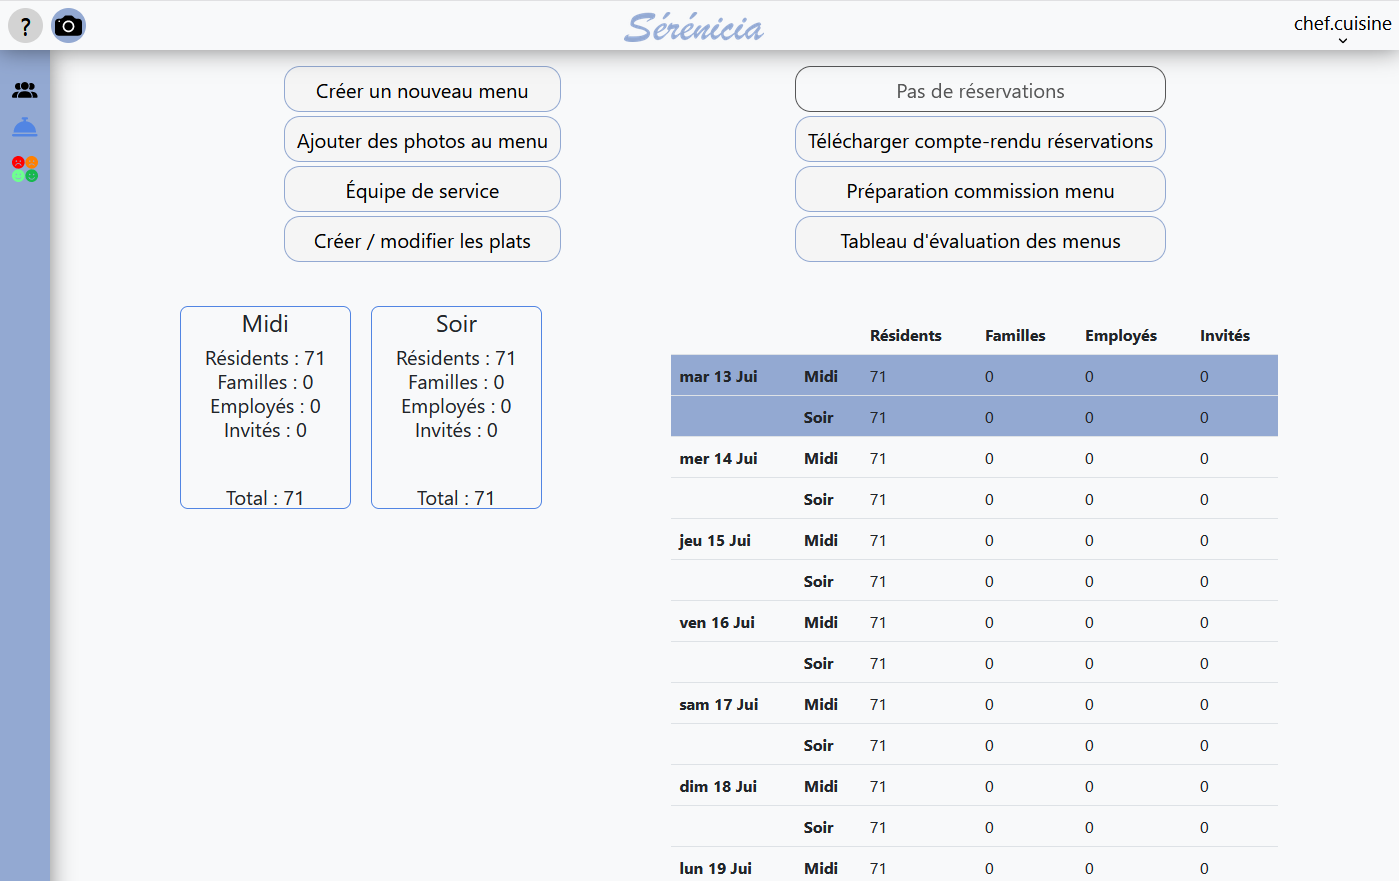 ?
Sérénicia
chef.cuisine
Créer un nouveau menu
Ajouter des photos au menu
Équipe de service
Créer / modifier les plats
Pas de réservations
Télécharger compte-rendu réservations
Préparation commission menu
Tableau d'évaluation des menus
Midi
Résidents : 71
Familles : 0
Employés : 0
Invités : 0
Total : 71
Soir
Résidents : 71
Familles : 0
Employés : 0
Invités : 0
Total : 71
Résidents Familles Employés Invités
mar 13 Jui Midi 71 0 0 0
Soir 71 0 0 0
mer 14 Jui Midi 71 0 0 0
Soir 71 0 0 0
jeu 15 Jui Midi 71 0 0 0
Soir 71 0 0 0
ven 16 Jui Midi 71 0 0 0
Soir 71 0 0 0
sam 17 Jui Midi 71 0 0 0
Soir 71 0 0 0
dim 18 Jui Midi 71 0 0 0
Soir 71 0 0 0
lun 19 Jui Midi 71 0 0 0